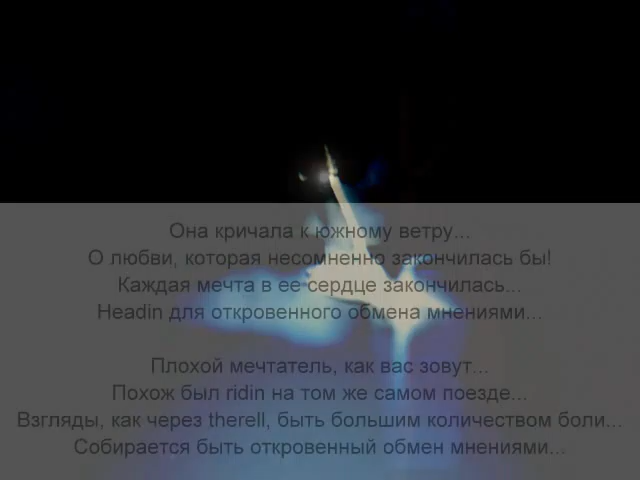 Она кричала к южному ветру...
О любви, которая несомненно закончилась бы!
Каждая мечта в ее сердце закончилась...
Headin для откровенного обмена мнениями...
Плохой мечтатель, как вас зовут...
Похож был ridin на том же самом поезде...
Взгляды, как через therell, быть большим количеством боли...
Собирается быть откровенный обмен мнениями...